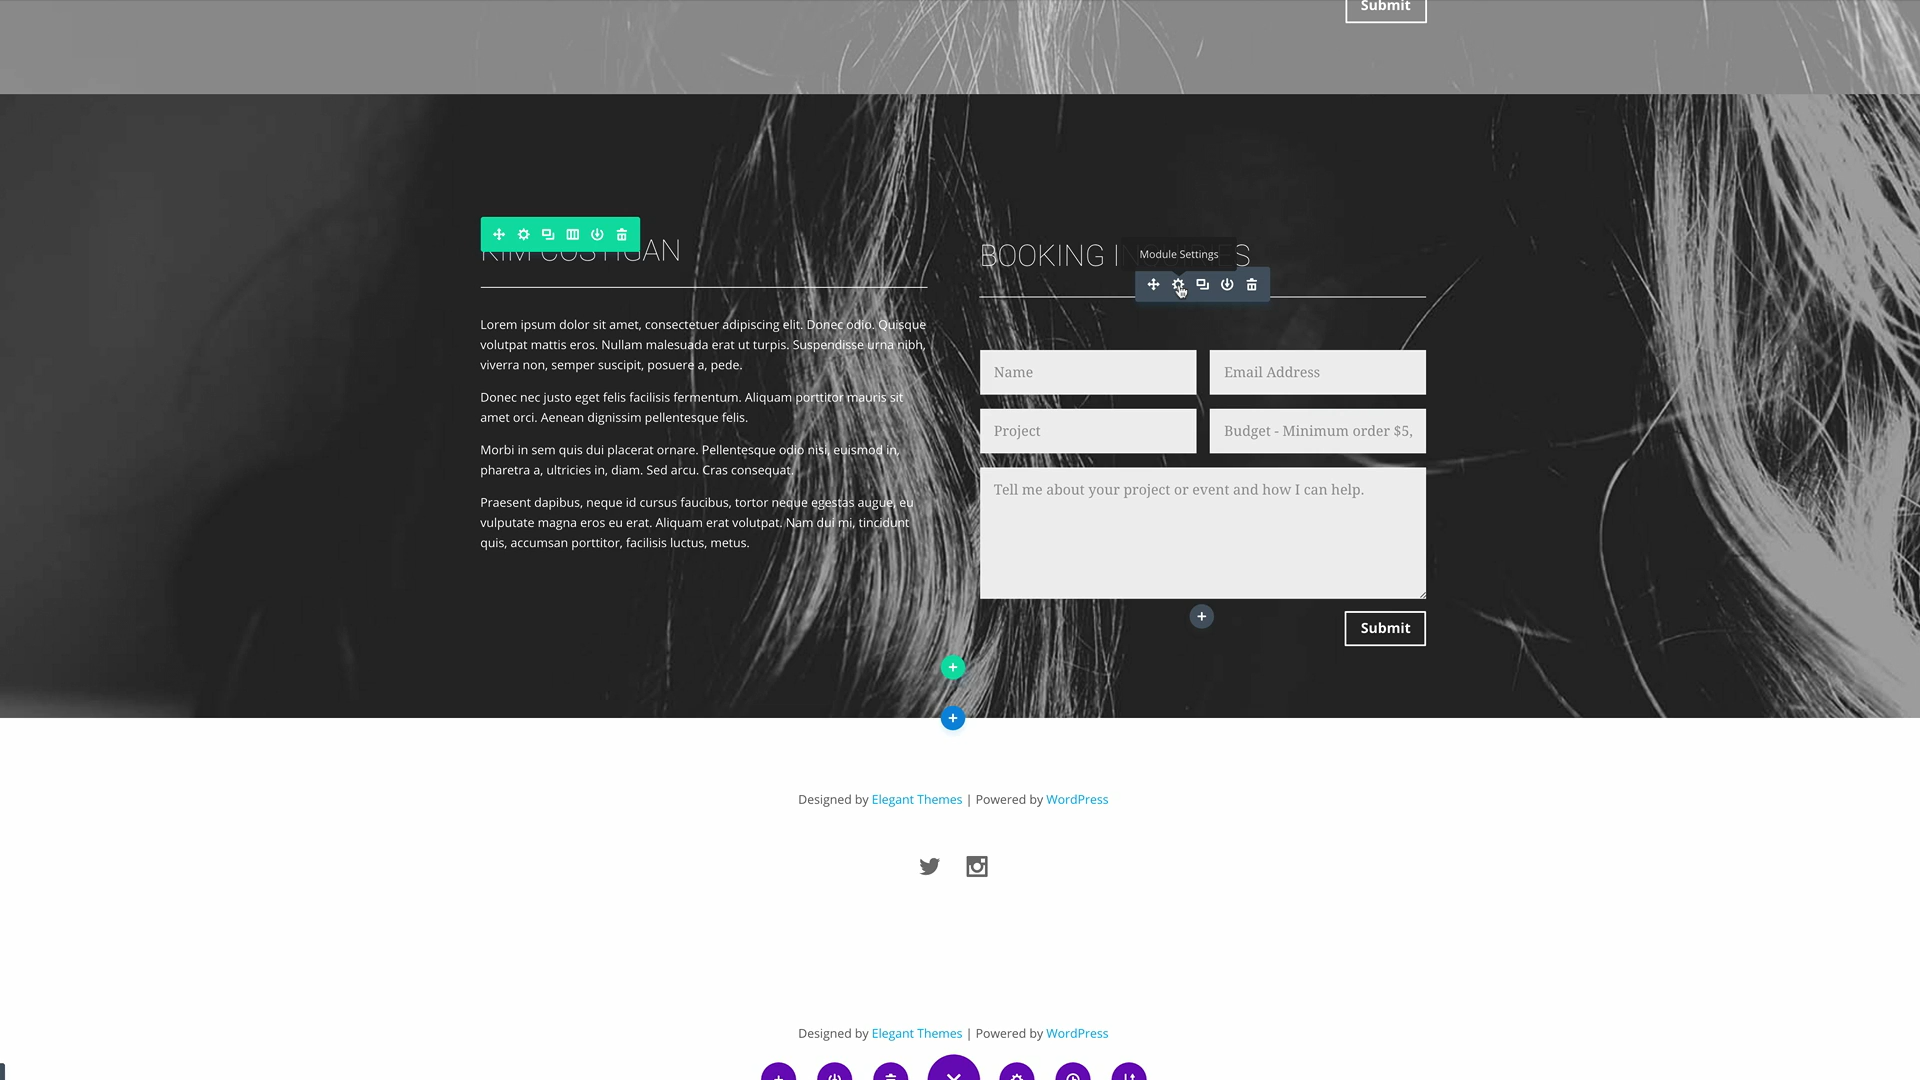 Submit
Module Settings
BOOKING
Lorem ipsum dolor sit amet, consectetuer adipiscing elit. Donec odio. Quisque
volutpat mattis eros. Nullam malesuada erat ut turpis. Suspendisse urna nibh,
viverra non, semper suscipit, posuere a, pede.
Donec nec justo eget felis facilisis fermentum. Aliquam porttitor mauris sit
amet orci. Aenean dignissim pellentesque felis.
Morbi in sem quis dui placerat ornare. Pellentesque odio nisi, euismod in,
pharetra a, ultricies in, diam. Sed arcu. Cras consequat.
Praesent dapibus, neque id cursus faucibus, tortor neque egestas augue, eu
vulputate magna eros eu erat. Aliquam erat volutpat. Nam dui mi, tincidunt
quis, accumsan porttitor, facilisis luctus, metus.
Name
Email Address
Project
Budget - Minimum order $5,
Tell me about your project or event and how I can help.
Submit
Designed by Elegant Themes | Powered by WordPress
Designed by Elegant Themes | Powered by WordPress